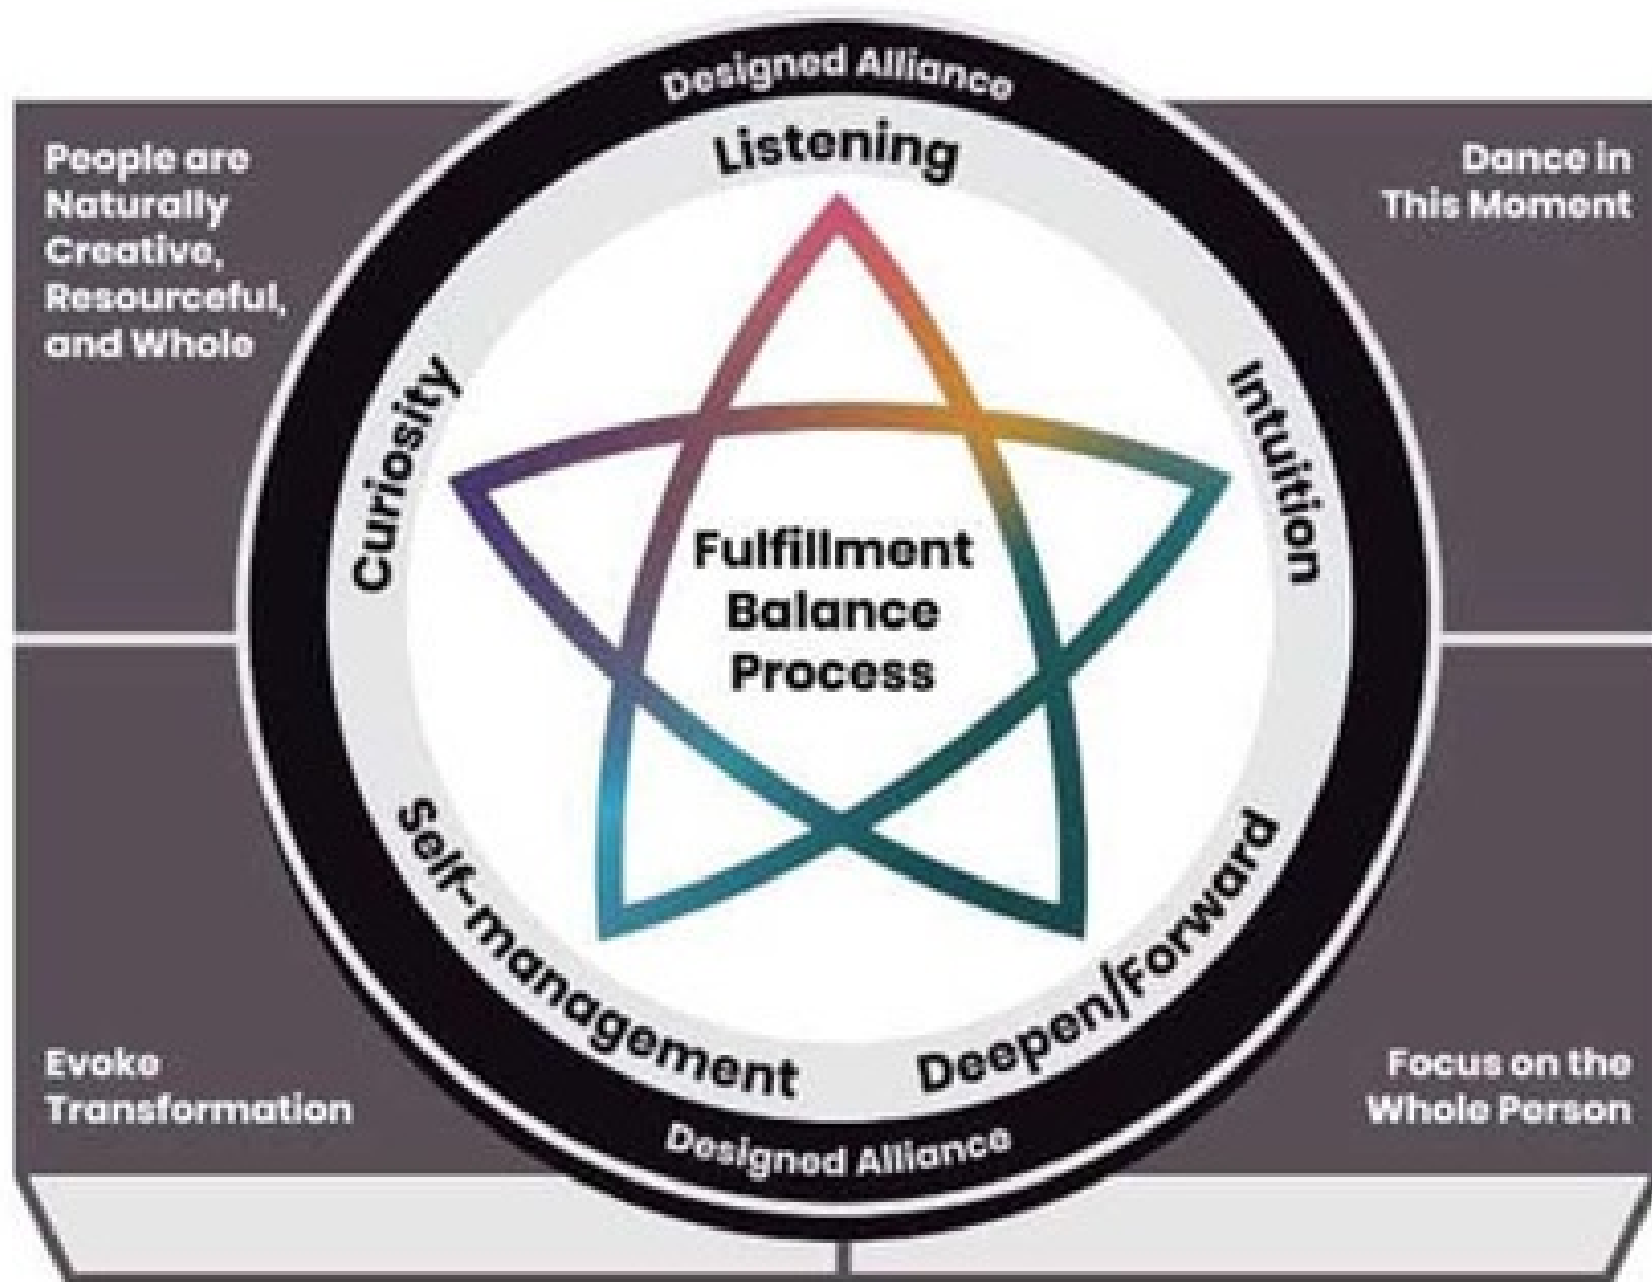 Designed Alliance
Listening
People are
Naturally
Creative,
Resourceful,
and Whole
Dance in
This Moment
Curiosity
Intuition
Fulfillment
Balance
Process
Self-management
Deepen/Forward
Evoke
Transformation
Focus on the
Whole Person
Designed Alliance